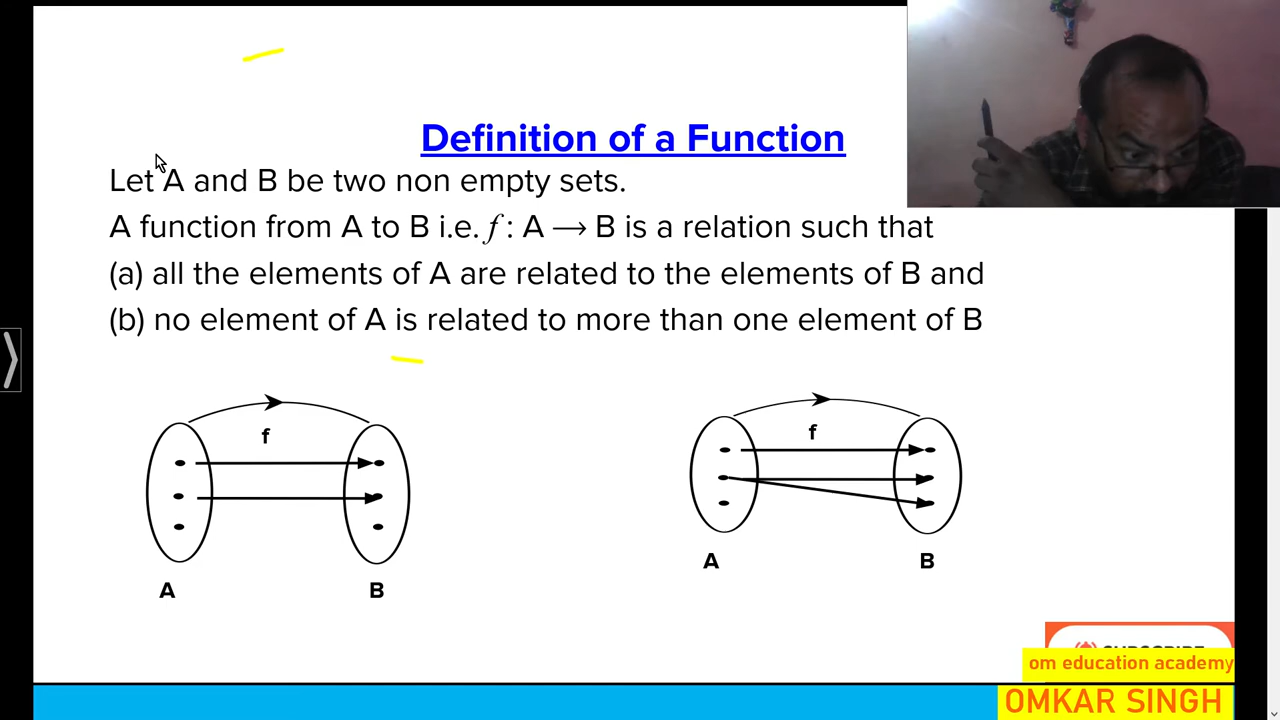 Definition of a Function
Let A and B be two non empty sets.
A function from A to B i.e. f : A ⟶ B is a relation such that
(a) all the elements of A are related to the elements of B and
(b) no element of A is related to more than one element of B
f
f
A
B
A
B
om education academy
OMKAR SINGH